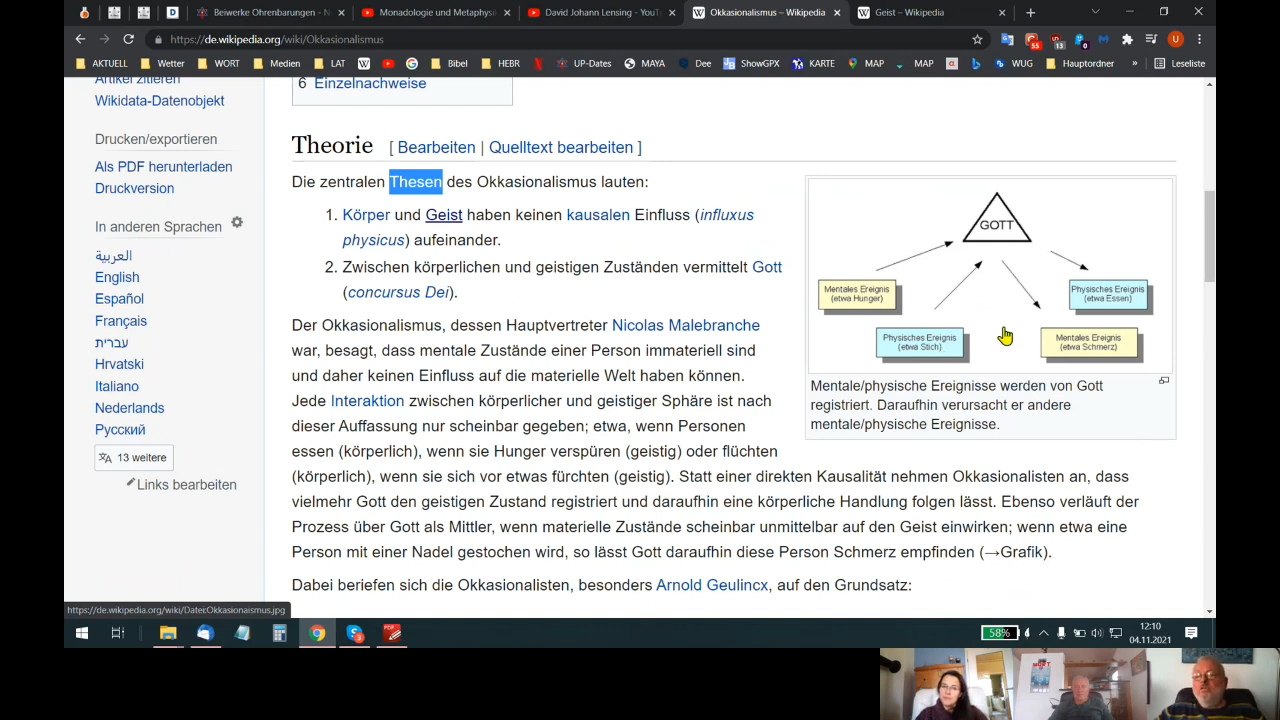 Beiwerke Ohrenbarungen - N
Monadologie und Metaphysi
David Johann Lensing - YouT
Okkasionalismus – Wikipedia
Geist – Wikipedia
https://de.wikipedia.org/wiki/Okkasionalismus
55
13
0
U
AKTUELL
Wetter
WORT
Medien
LAT
Bibel
HEBR
UP-Dates
MAYA
Dee
ShowGPX
KARTE
MAP
MAP
WUG
Hauptordner
»
Leseliste
Artikel zitieren
Wikidata-Datenobjekt
Drucken/exportieren
Als PDF herunterladen
Druckversion
In anderen Sprachen
العربية
English
Español
Français
עברית
Hrvatski
Italiano
Nederlands
Русский
13 weitere
Links bearbeiten
6 Einzelnachweise
Theorie [ Bearbeiten | Quelltext bearbeiten ]
Die zentralen Thesen des Okkasionalismus lauten:
1. Körper und Geist haben keinen kausalen Einfluss (influxus
physicus) aufeinander.
2. Zwischen körperlichen und geistigen Zuständen vermittelt Gott
(concursus Dei).
Der Okkasionalismus, dessen Hauptvertreter Nicolas Malebranche
war, besagt, dass mentale Zustände einer Person immateriell sind
und daher keinen Einfluss auf die materielle Welt haben können.
Jede Interaktion zwischen körperlicher und geistiger Sphäre ist nach
dieser Auffassung nur scheinbar gegeben; etwa, wenn Personen
essen (körperlich), wenn sie Hunger verspüren (geistig) oder flüchten
(körperlich), wenn sie sich vor etwas fürchten (geistig). Statt einer direkten Kausalität nehmen Okkasionalisten an, dass
vielmehr Gott den geistigen Zustand registriert und daraufhin eine körperliche Handlung folgen lässt. Ebenso verläuft der
Prozess über Gott als Mittler, wenn materielle Zustände scheinbar unmittelbar auf den Geist einwirken; wenn etwa eine
Person mit einer Nadel gestochen wird, so lässt Gott daraufhin diese Person Schmerz empfinden (→Grafik).
Dabei beriefen sich die Okkasionalisten, besonders Arnold Geulincx, auf den Grundsatz:
GOTT
Mentales Ereignis
(etwa Hunger)
Physisches Ereignis
(etwa Essen)
Physisches Ereignis
(etwa Stich)
Mentales Ereignis
(etwa Schmerz)
Mentale/physische Ereignisse werden von Gott
registriert. Daraufhin verursacht er andere
mentale/physische Ereignisse.
https://de.wikipedia.org/wiki/Datei:Okkasionaismus.jpg
58%
12:10
04.11.2021
WORT